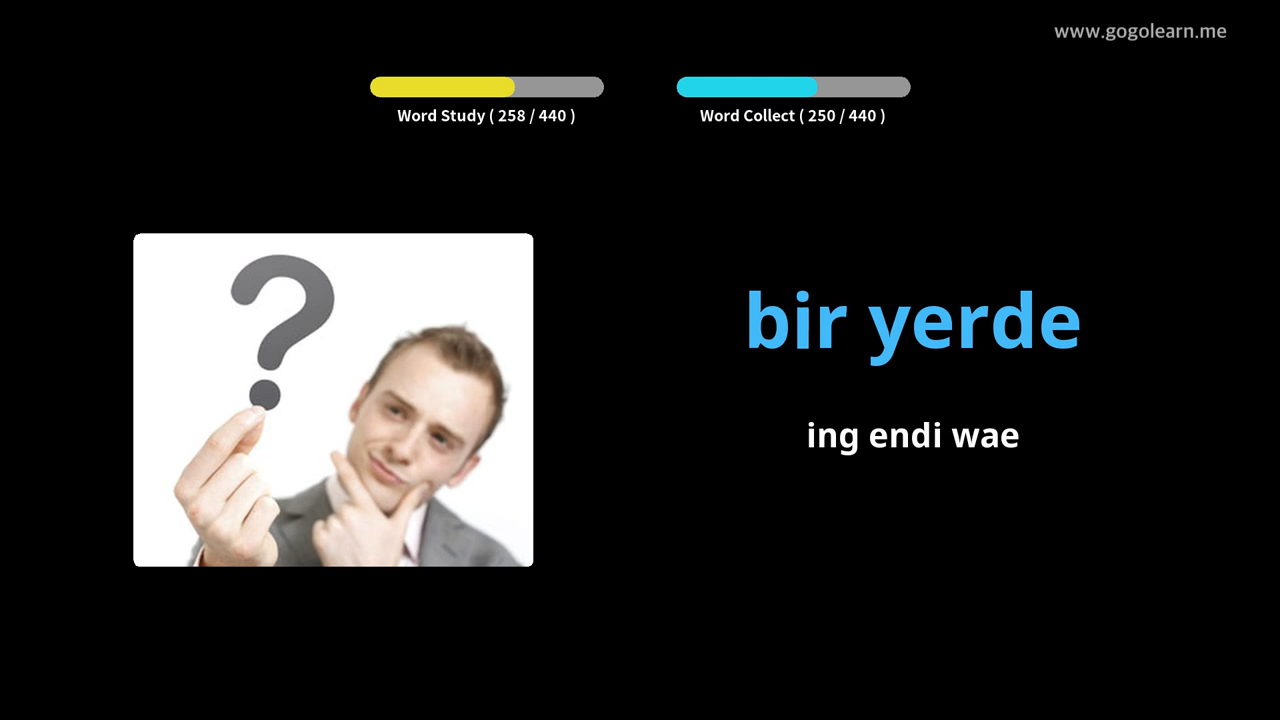 www.gogolearn.me
Word Study ( 258 / 440 )
Word Collect ( 250 / 440 )
bir yerde
ing endi wae